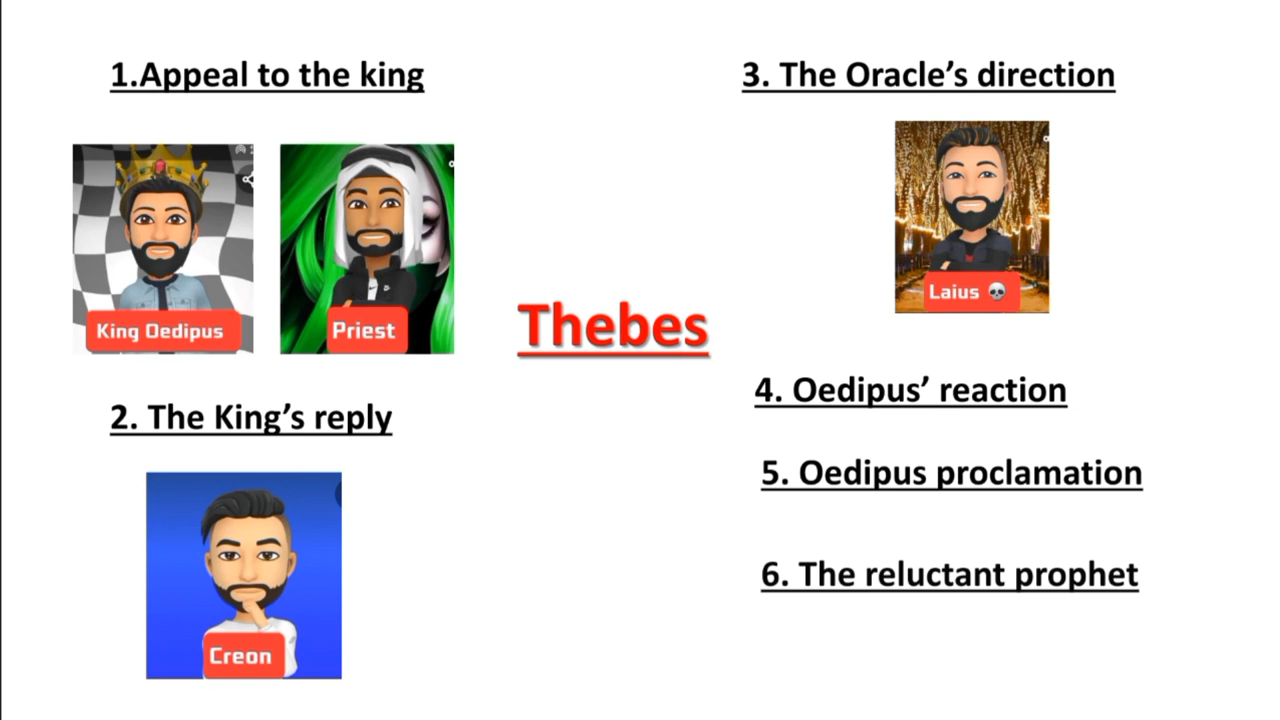 1.Appeal to the king
King Oedipus
Priest
2. The King’s reply
Creon
Thebes
3. The Oracle’s direction
Laius 💀
4. Oedipus’ reaction
5. Oedipus proclamation
6. The reluctant prophet